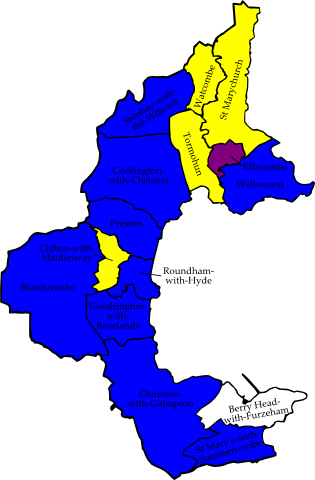 Watcombe
St Marychurch
Shiphay-with-
the-Willows
Tormohun
Ellacombe
Wellswood
Cockington-
with-Chelston
Preston
Clifton-with-
Maidenway
Roundham-
with-Hyde
Blatchcombe
Goodrington-
with-
Roselands
Churston-
with-Galmpton
Berry Head-
with-Furzeham
St Mary's-with-
Summercombe